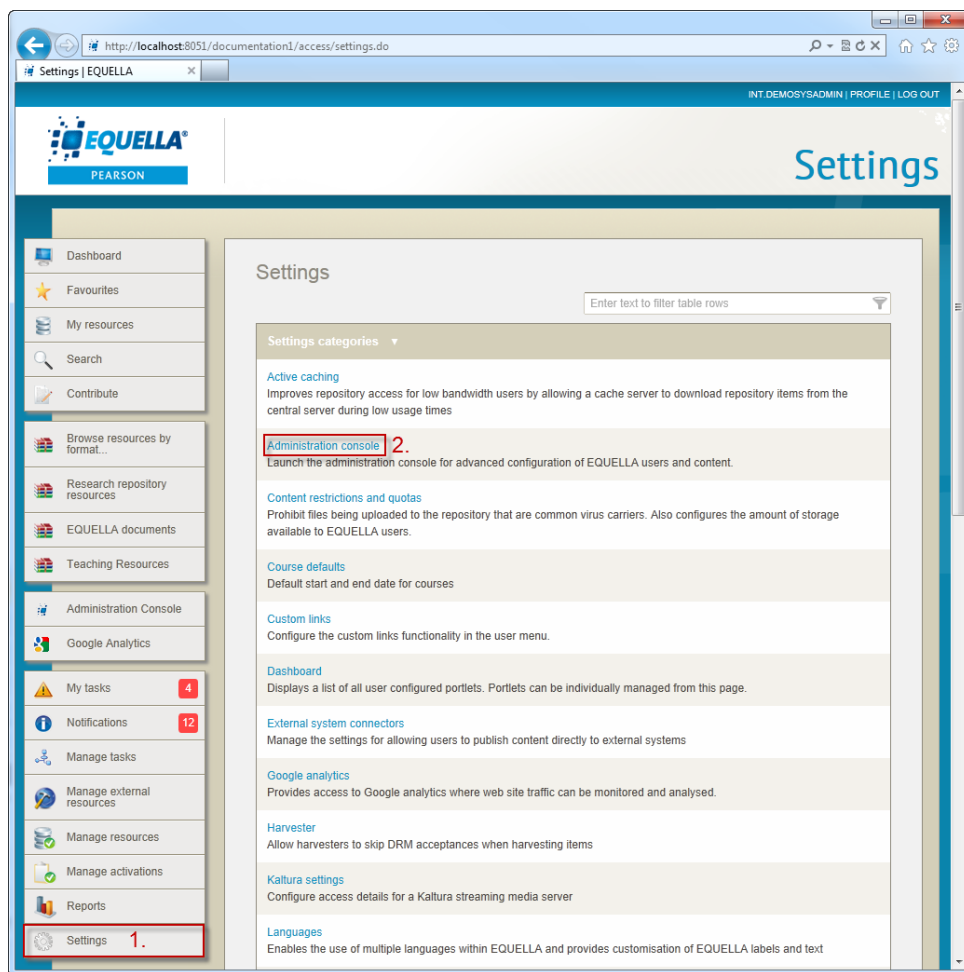 http://localhost:8051/documentation1/access/settings.do
Settings | EQUELLA
INT.DEMOSYSADMIN | PROFILE | LOG OUT
EQUELLA®
PEARSON
Settings
Dashboard
Favourites
My resources
Search
Contribute
Browse resources by
format...
Research repository
resources
EQUELLA documents
Teaching Resources
Administration Console
Google Analytics
My tasks 4
Notifications 12
Manage tasks
Manage external
resources
Manage resources
Manage activations
Reports
Settings 1.
Settings
Enter text to filter table rows
Settings categories
Active caching
Improves repository access for low bandwidth users by allowing a cache server to download repository items from the
central server during low usage times
Administration console 2.
Launch the administration console for advanced configuration of EQUELLA users and content.
Content restrictions and quotas
Prohibit files being uploaded to the repository that are common virus carriers. Also configures the amount of storage
available to EQUELLA users.
Course defaults
Default start and end date for courses
Custom links
Configure the custom links functionality in the user menu.
Dashboard
Displays a list of all user configured portlets. Portlets can be individually managed from this page.
External system connectors
Manage the settings for allowing users to publish content directly to external systems
Google analytics
Provides access to Google analytics where web site traffic can be monitored and analysed.
Harvester
Allow harvesters to skip DRM acceptances when harvesting items
Kaltura settings
Configure access details for a Kaltura streaming media server
Languages
Enables the use of multiple languages within EQUELLA and provides customisation of EQUELLA labels and text